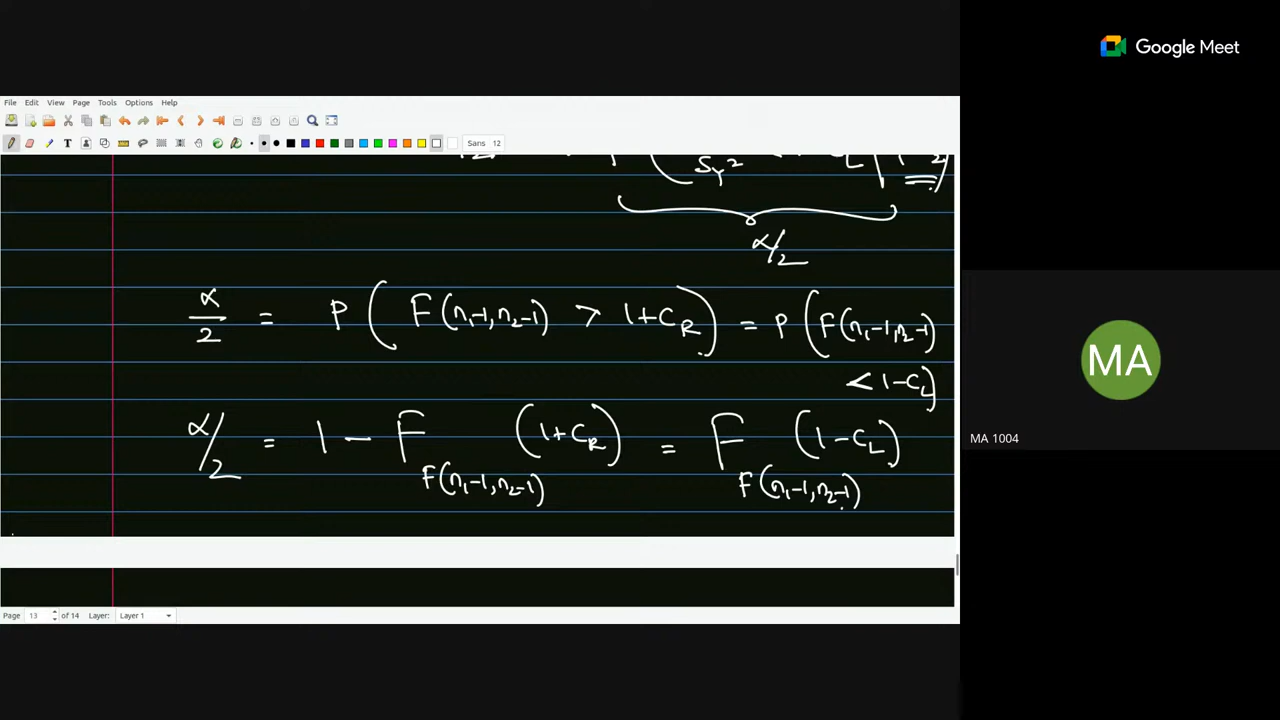 Google Meet
File Edit View Page Tools Options Help
Sans 12
S_Y^2
α/2
α/2 = P ( F(n₁-1, n₂-1) > 1+C_R ) = P ( F(n₁-1, n₂-1)
< 1-C_L )
α/2 = 1 - F_{F(n₁-1, n₂-1)} (1+C_R) = F_{F(n₁-1, n₂-1)} (1-C_L)
MA
MA 1004
Page 13 of 14 Layer: Layer 1